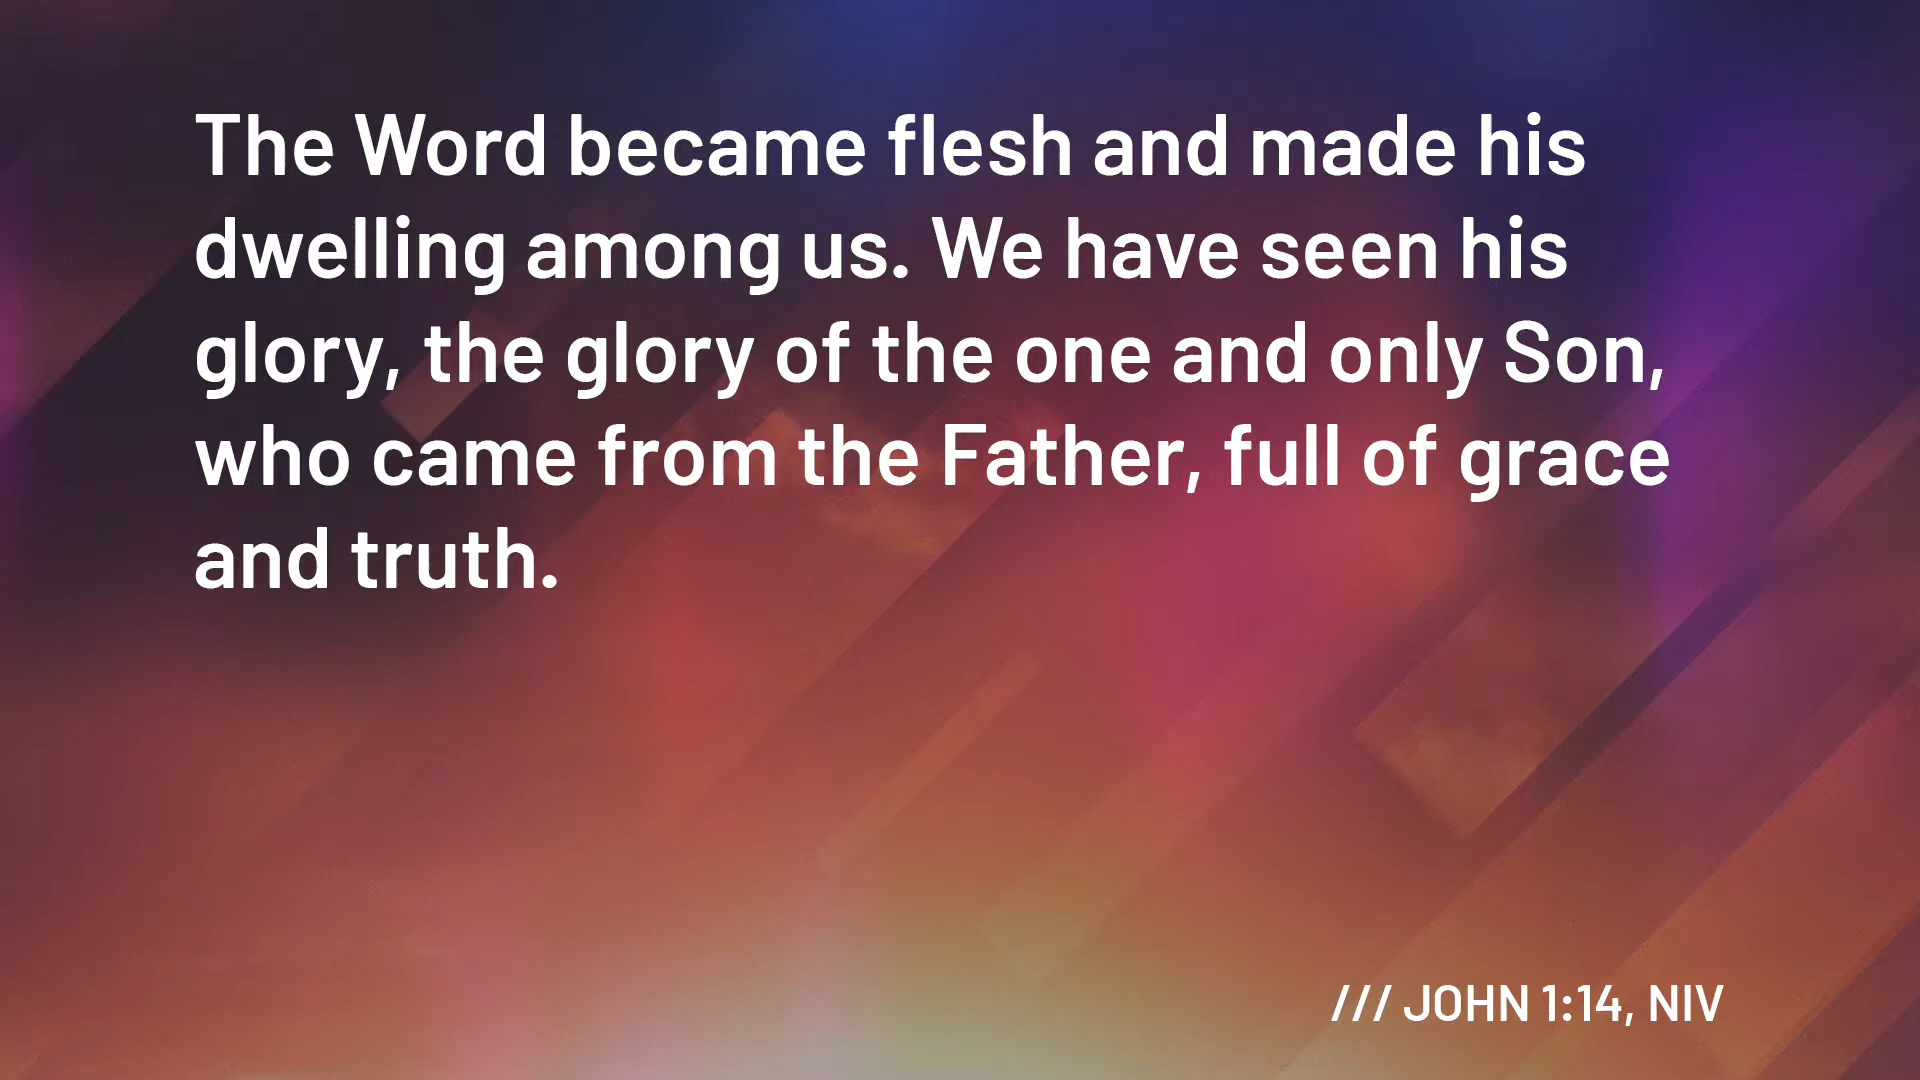 The Word became flesh and made his
dwelling among us. We have seen his
glory, the glory of the one and only Son,
who came from the Father, full of grace
and truth.
/// JOHN 1:14, NIV